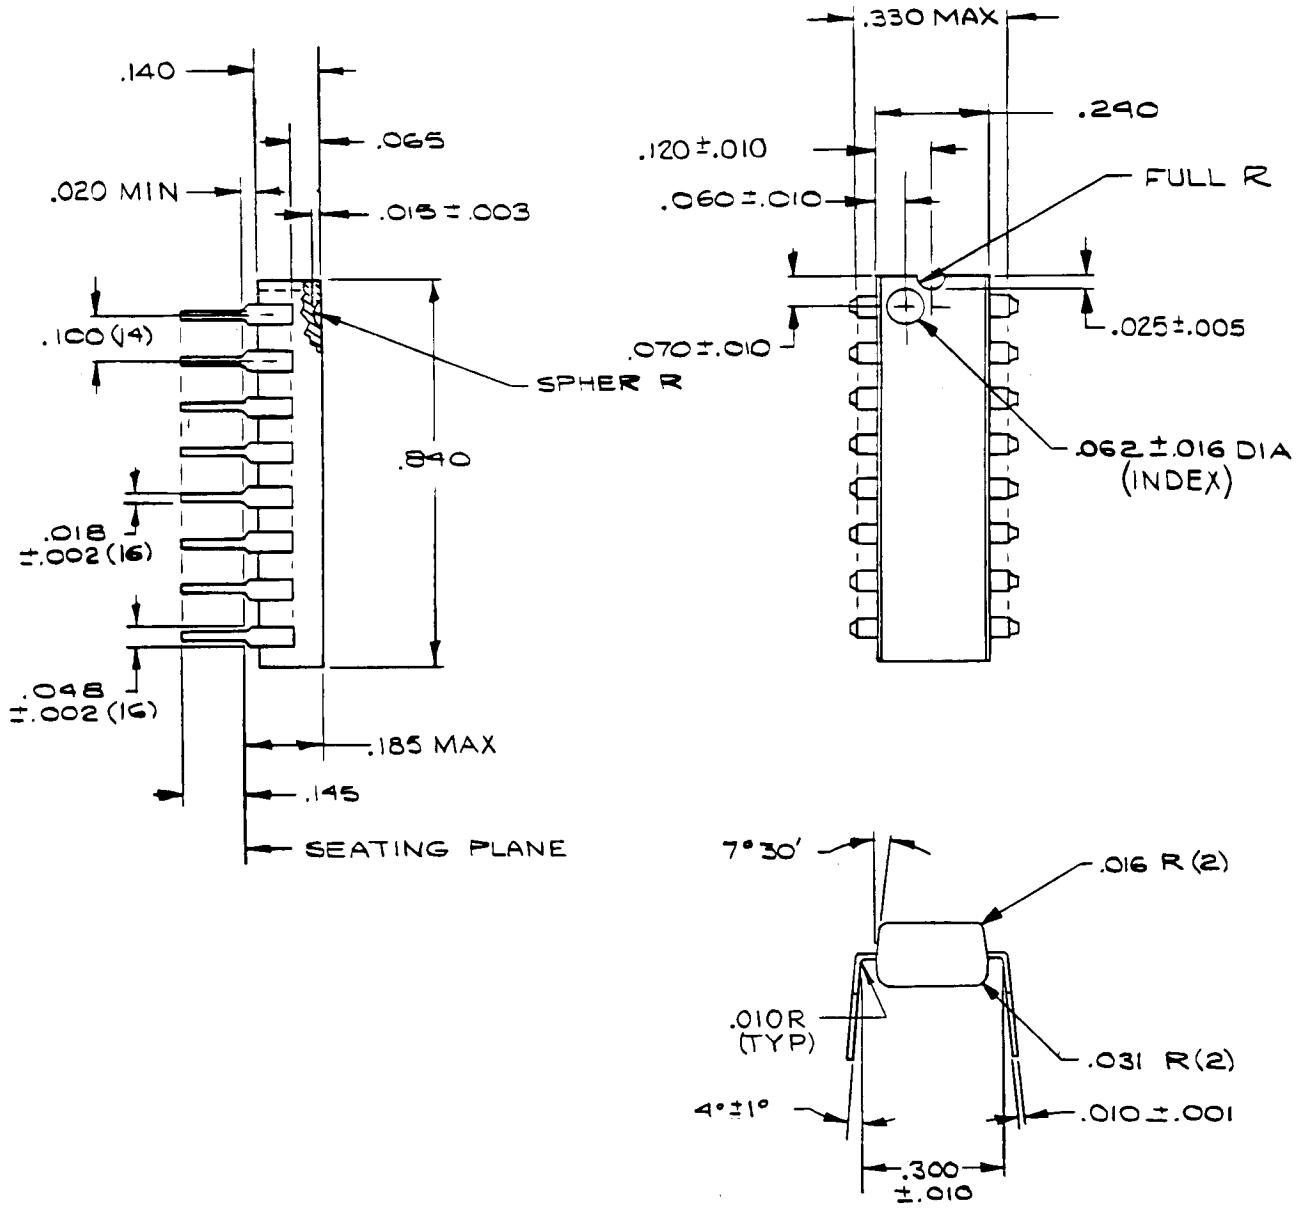 .140
.065
.020 MIN
.015 ± .003
.100 (14)
SPHER R
.840
.018
±.002 (16)
.048
±.002 (16)
.185 MAX
.145
SEATING PLANE
.330 MAX
.240
.120 ±.010
FULL R
.060 ±.010
.025 ±.005
.070 ±.010
.062 ±.016 DIA
(INDEX)
7° 30'
.016 R (2)
.010 R
(TYP)
.031 R (2)
4° ±1°
.010 ±.001
.300
±.010